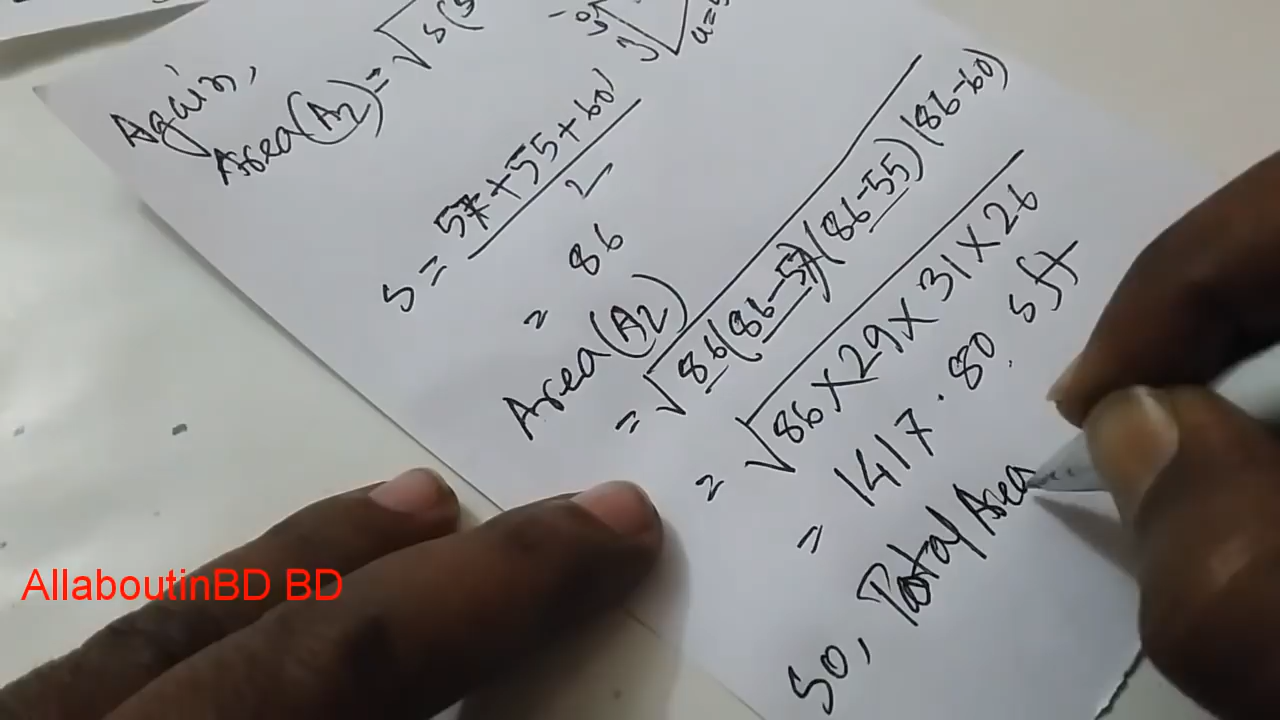 Again,
Area(A2)=√s(s
a=5
s = 57+55+60/2
= 86
Area(A2)
= √86(86-57)(86-55)(86-60)
= √86×29×31×26
= 1417.80 sft
So, Total Area
AllaboutinBD BD